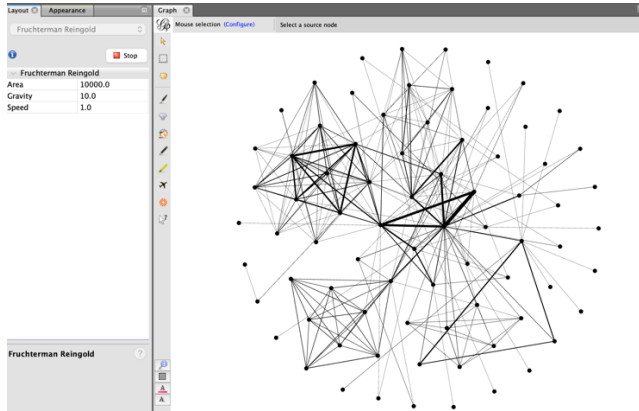 Layout
Appearance
Graph
Mouse selection (Configure)
Select a source node
Fruchterman Reingold
Stop
Fruchterman Reingold
Area 10000.0
Gravity 10.0
Speed 1.0
Fruchterman Reingold
?
A
A